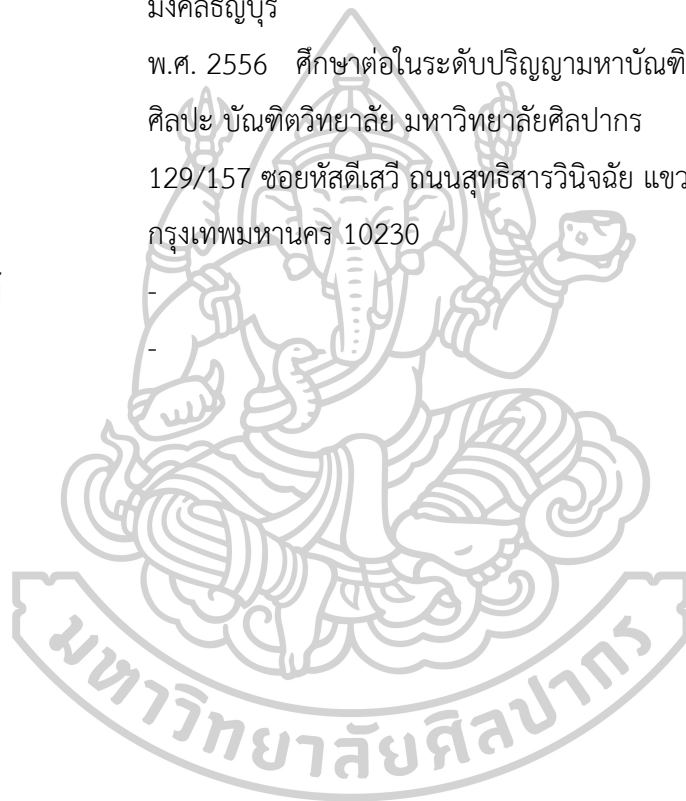 มงคลธัญบุรี
พ.ศ. 2556 ศึกษาต่อในระดับปริญญามหาบัณฑิ
ศิลปะ บัณฑิตวิทยาลัย มหาวิทยาลัยศิลปากร
129/157 ซอยหัสดีเสวี ถนนสุทธิสารวินิจฉัย แขว
กรุงเทพมหานคร 10230
-
-
มหาวิทยาลัยศิลปากร